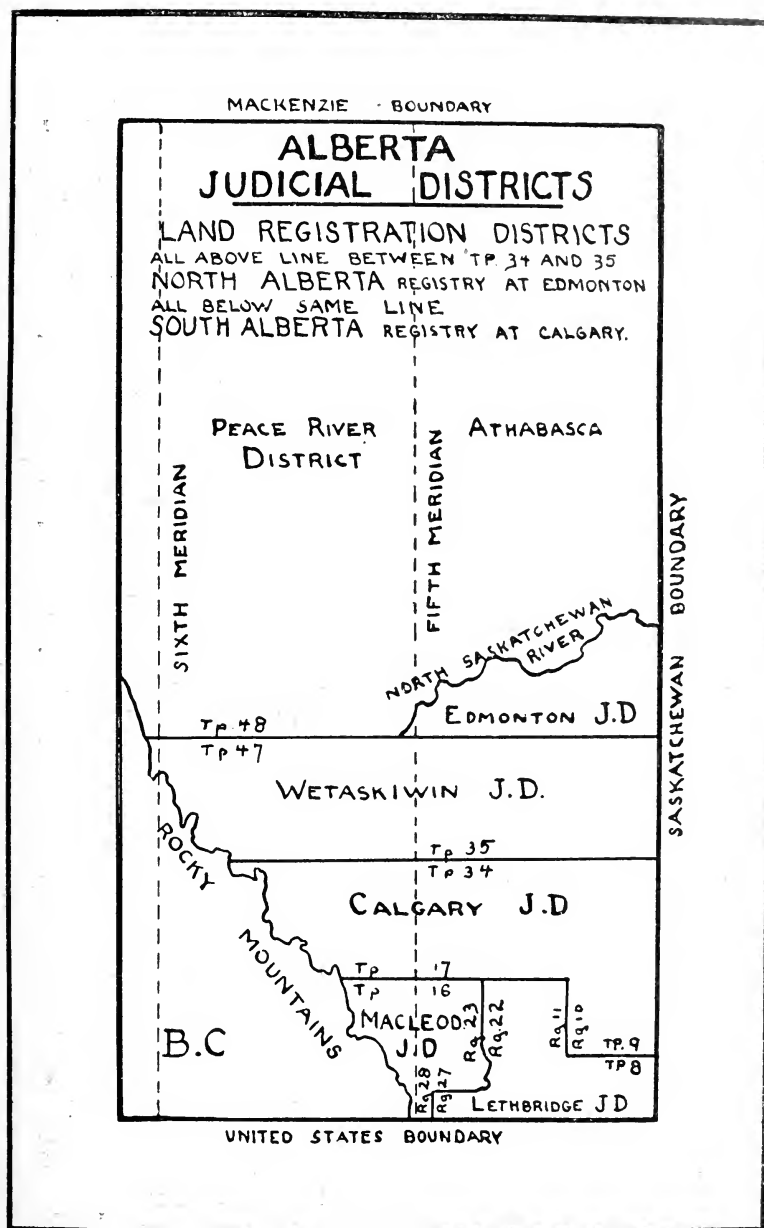 MACKENZIE BOUNDARY
ALBERTA
JUDICIAL DISTRICTS
LAND REGISTRATION DISTRICTS
ALL ABOVE LINE BETWEEN TP. 34 AND 35
NORTH ALBERTA REGISTRY AT EDMONTON
ALL BELOW SAME LINE
SOUTH ALBERTA REGISTRY AT CALGARY.
PEACE RIVER
DISTRICT
ATHABASCA
SIXTH MERIDIAN
FIFTH MERIDIAN
SASKATCHEWAN BOUNDARY
NORTH SASKATCHEWAN
RIVER
EDMONTON J.D
Tp. 48
Tp 47
WETASKIWIN J.D.
ROCKY
MOUNTAINS
Tp 35
Tp 34
CALGARY J.D
Tp 17
Tp 16
MACLEOD
J.D
Rg. 23
Rg. 22
Rg. 11
Rg. 10
TP. 9
TP 8
B.C
Rg. 28
Rg. 27
LETHBRIDGE J D
UNITED STATES BOUNDARY